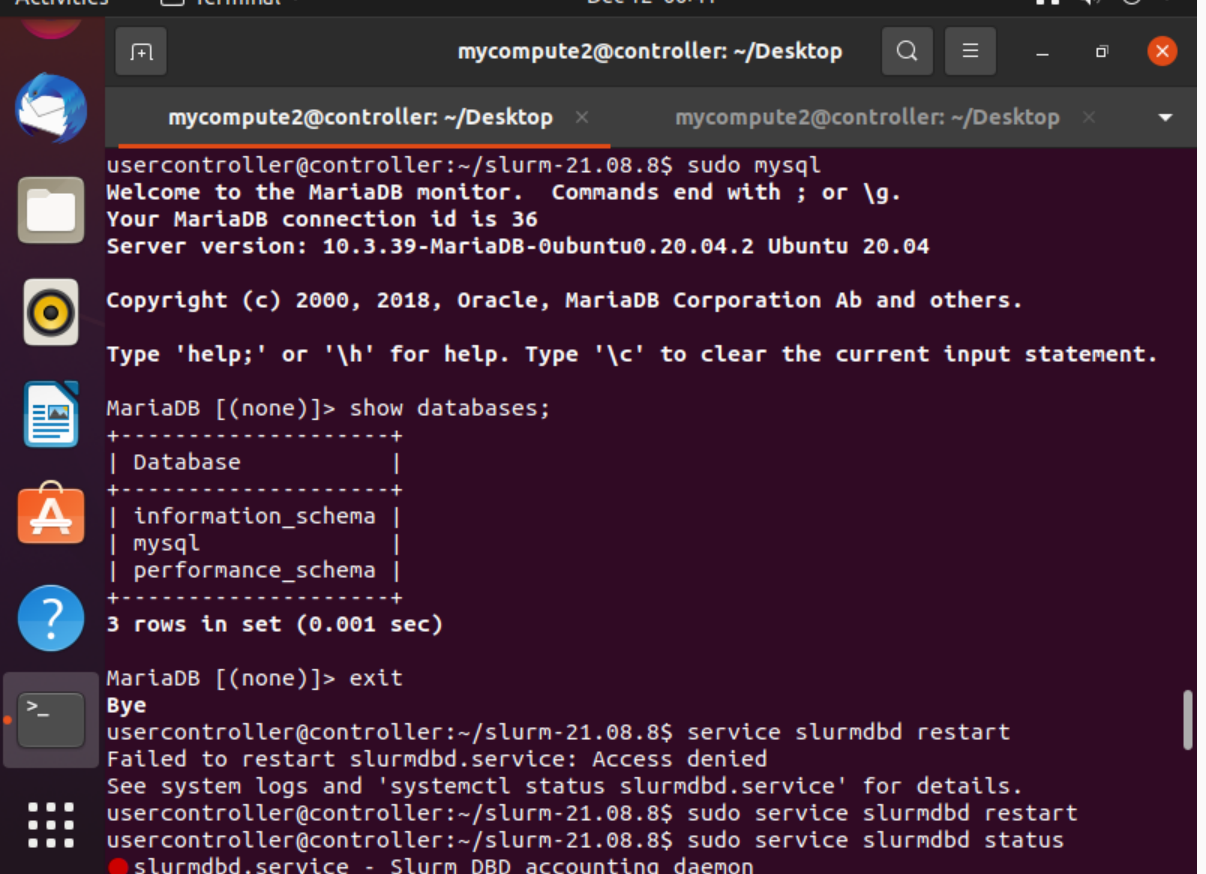 mycompute2@controller: ~/Desktop
mycompute2@controller: ~/Desktop × mycompute2@controller: ~/Desktop ×
usercontroller@controller:~/slurm-21.08.8$ sudo mysql
Welcome to the MariaDB monitor.  Commands end with ; or \g.
Your MariaDB connection id is 36
Server version: 10.3.39-MariaDB-0ubuntu0.20.04.2 Ubuntu 20.04
Copyright (c) 2000, 2018, Oracle, MariaDB Corporation Ab and others.
Type 'help;' or '\h' for help. Type '\c' to clear the current input statement.
MariaDB [(none)]> show databases;
+--------------------+
| Database           |
+--------------------+
| information_schema |
| mysql              |
| performance_schema |
+--------------------+
3 rows in set (0.001 sec)
MariaDB [(none)]> exit
Bye
usercontroller@controller:~/slurm-21.08.8$ service slurmdbd restart
Failed to restart slurmdbd.service: Access denied
See system logs and 'systemctl status slurmdbd.service' for details.
usercontroller@controller:~/slurm-21.08.8$ sudo service slurmdbd restart
usercontroller@controller:~/slurm-21.08.8$ sudo service slurmdbd status
● slurmdbd.service - Slurm DBD accounting daemon